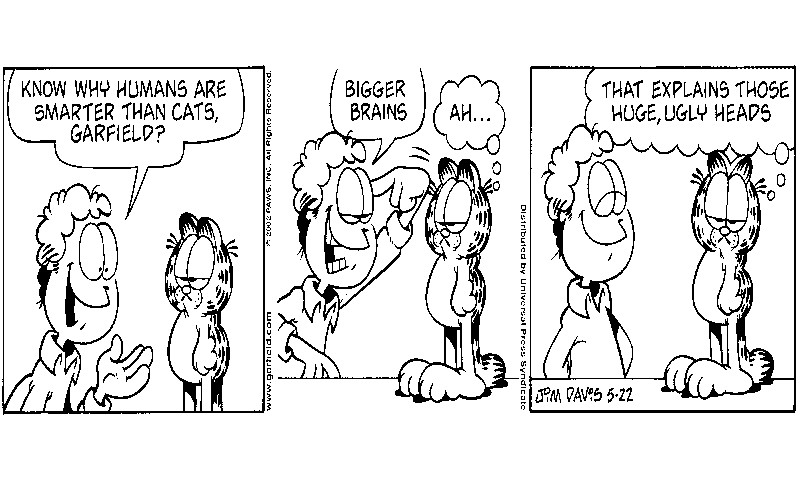 KNOW WHY HUMANS ARE
SMARTER THAN CATS,
GARFIELD?
© 2002 PAWS, INC. All Rights Reserved.
www.garfield.com
BIGGER
BRAINS
AH...
Distributed by Universal Press Syndicate
THAT EXPLAINS THOSE
HUGE, UGLY HEADS
JIM DAVIS 5-22